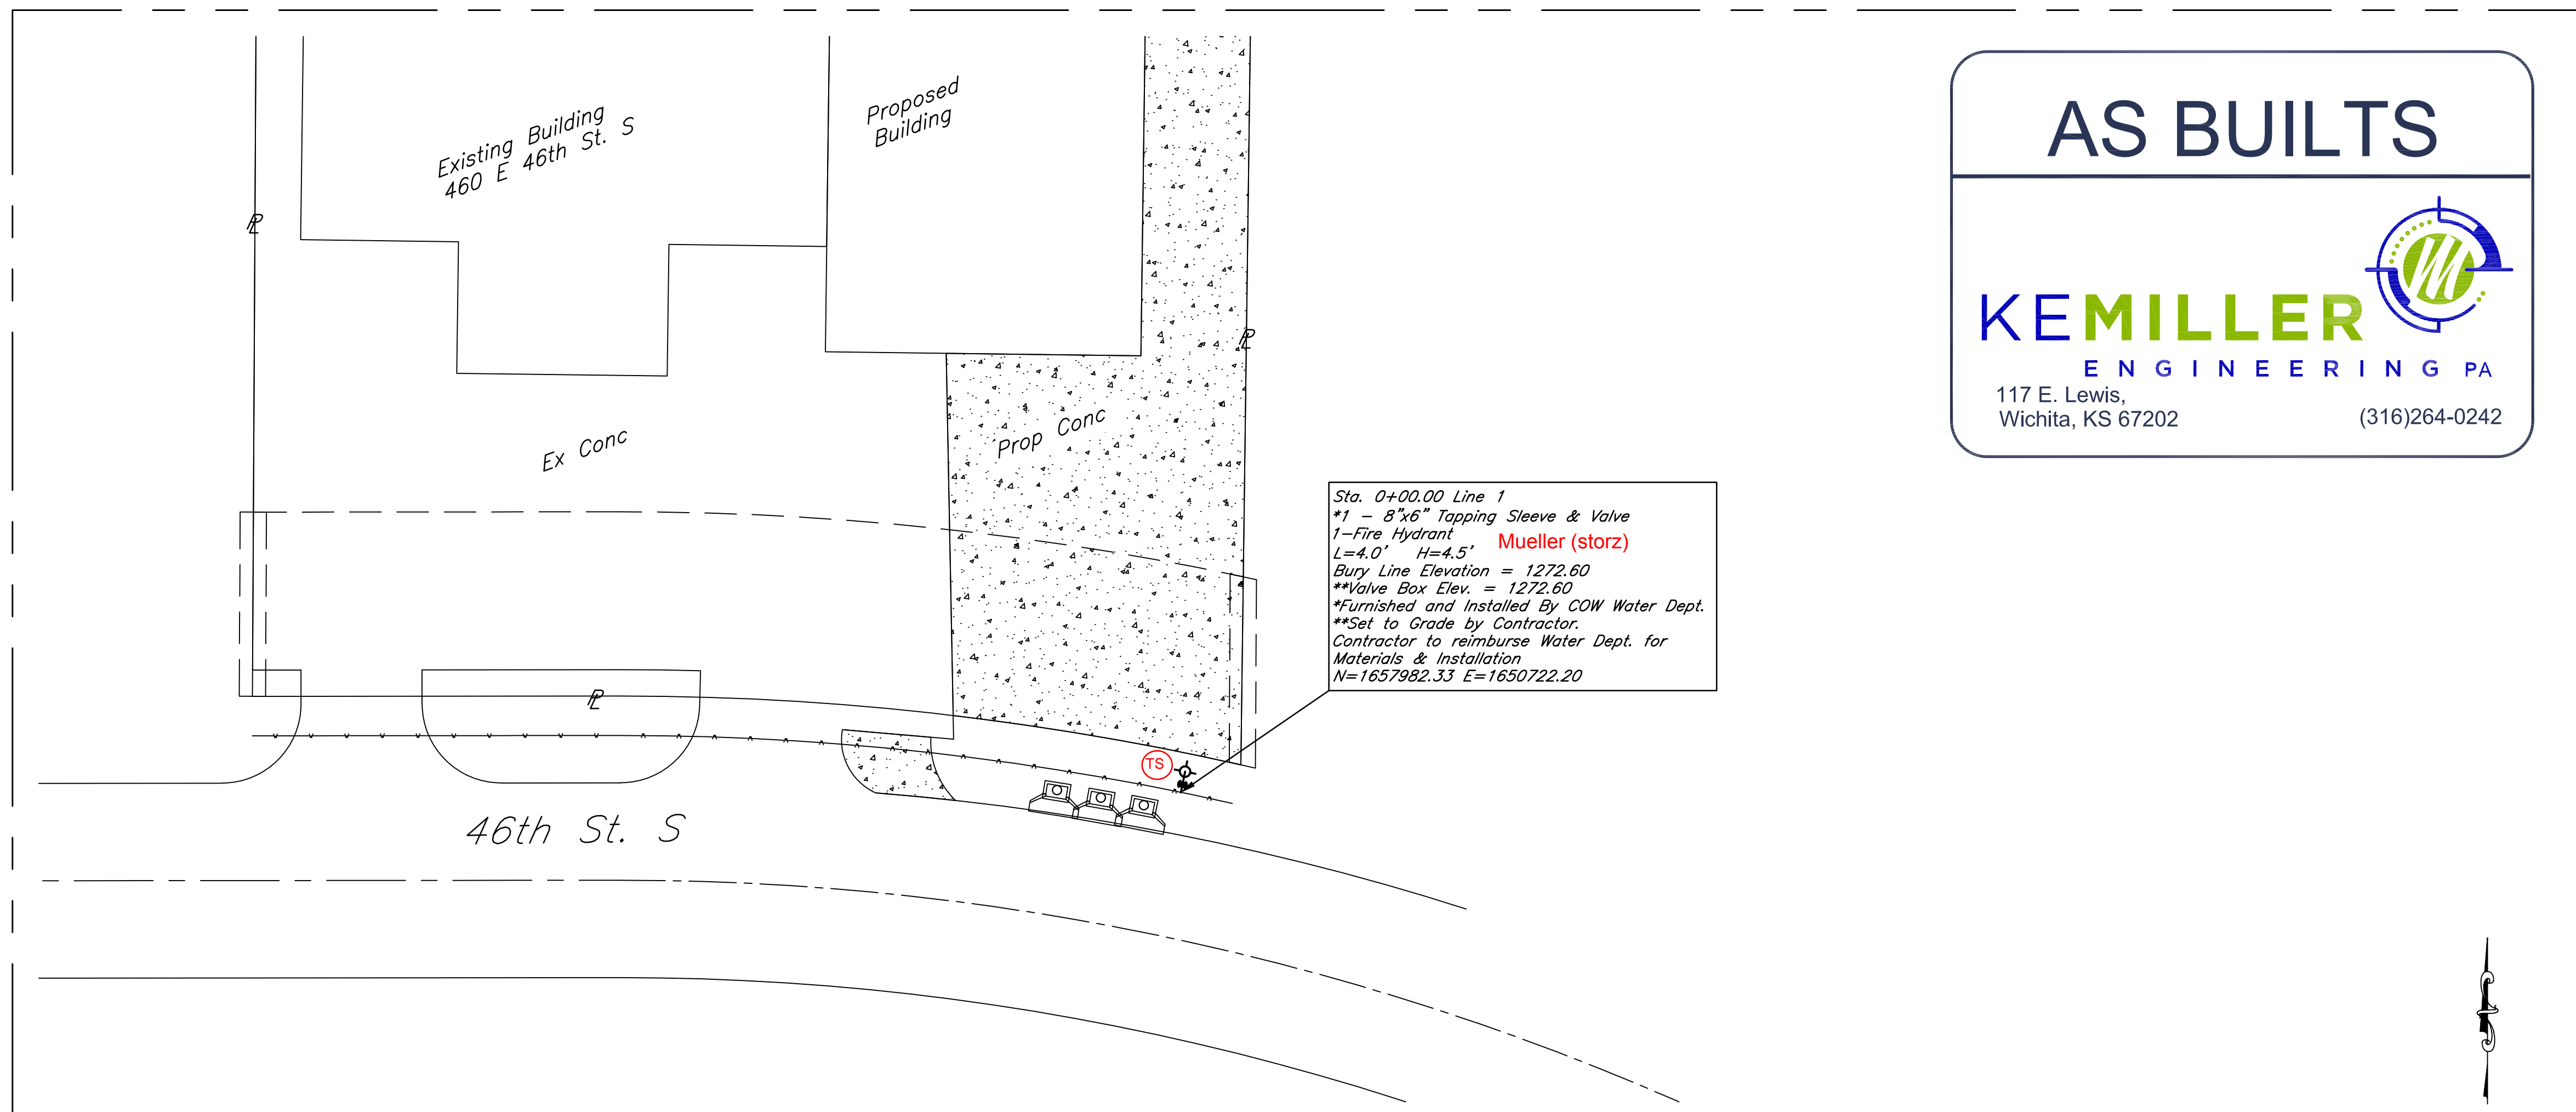 Existing Building
460 E 46th St. S
Proposed
Building
AS BUILTS
KEMILLER
ENGINEERING PA
117 E. Lewis,
Wichita, KS 67202
(316)264-0242
PL
PL
Ex Conc
Prop Conc
Sta. 0+00.00 Line 1
*1 - 8"x6" Tapping Sleeve & Valve
1-Fire Hydrant
Mueller (storz)
L=4.0' H=4.5'
Bury Line Elevation = 1272.60
**Valve Box Elev. = 1272.60
*Furnished and Installed By COW Water Dept.
**Set to Grade by Contractor.
Contractor to reimburse Water Dept. for
Materials & Installation
N=1657982.33 E=1650722.20
PL
TS
46th St. S